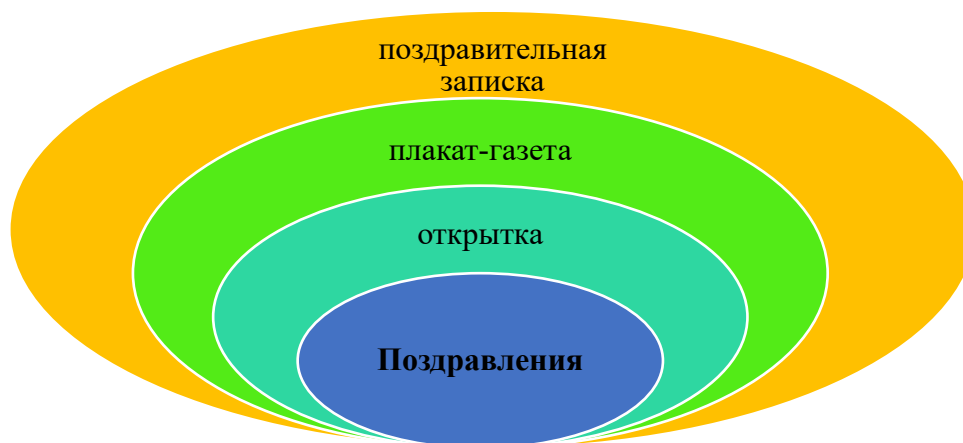 поздравительная
записка
плакат-газета
открытка
Поздравления